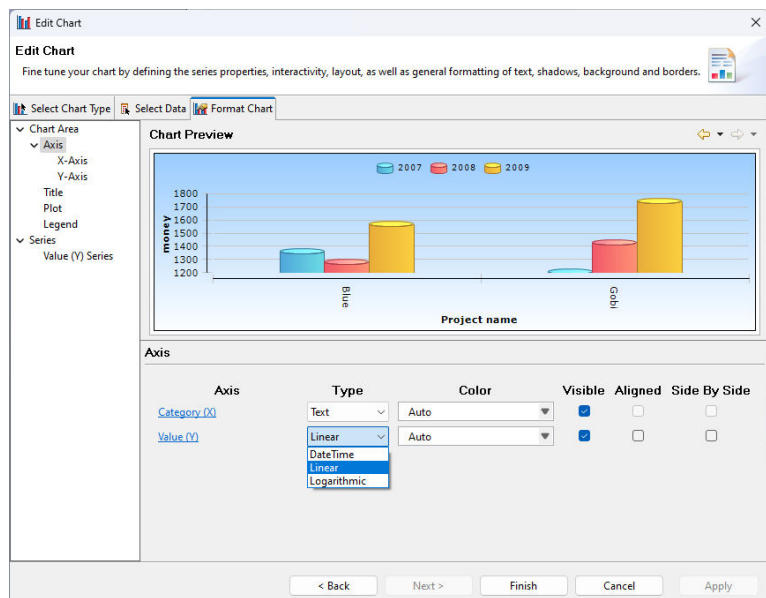 Edit Chart
Edit Chart
Fine tune your chart by defining the series properties, interactivity, layout, as well as general formatting of text, shadows, background and borders.
Select Chart Type Select Data Format Chart
Chart Area
Axis
X-Axis
Y-Axis
Title
Plot
Legend
Series
Value (Y) Series
Chart Preview
2007 2008 2009
money
1800
1700
1600
1500
1400
1300
1200
Blue Gobi
Project name
Axis
Axis Type Color Visible Aligned Side By Side
Category (X) Text Auto
Value (Y) Linear Auto
DateTime
Linear
Logarithmic
< Back Next > Finish Cancel Apply